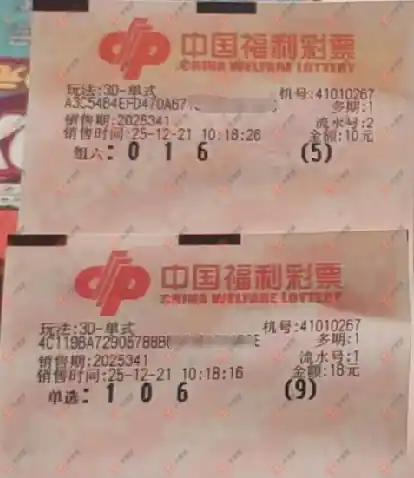 中国福利彩票
CHINA WELFARE LOTTERY
玩法:3D-单式 机号:41010267
A3C54B4EFD470A67 多期:1
销售期:2025341 流水号:2
销售时间:25-12-21 10:18:26 金额:10元
组六: 0 1 6 (5)
中国福利彩票
CHINA WELFARE LOTTERY
玩法:3D-单式 机号:41010267
4C119BA7290578BB 多期:1
销售期:2025341 流水号:1
销售时间:25-12-21 10:18:16 金额:18元
单选: 1 0 6 (9)